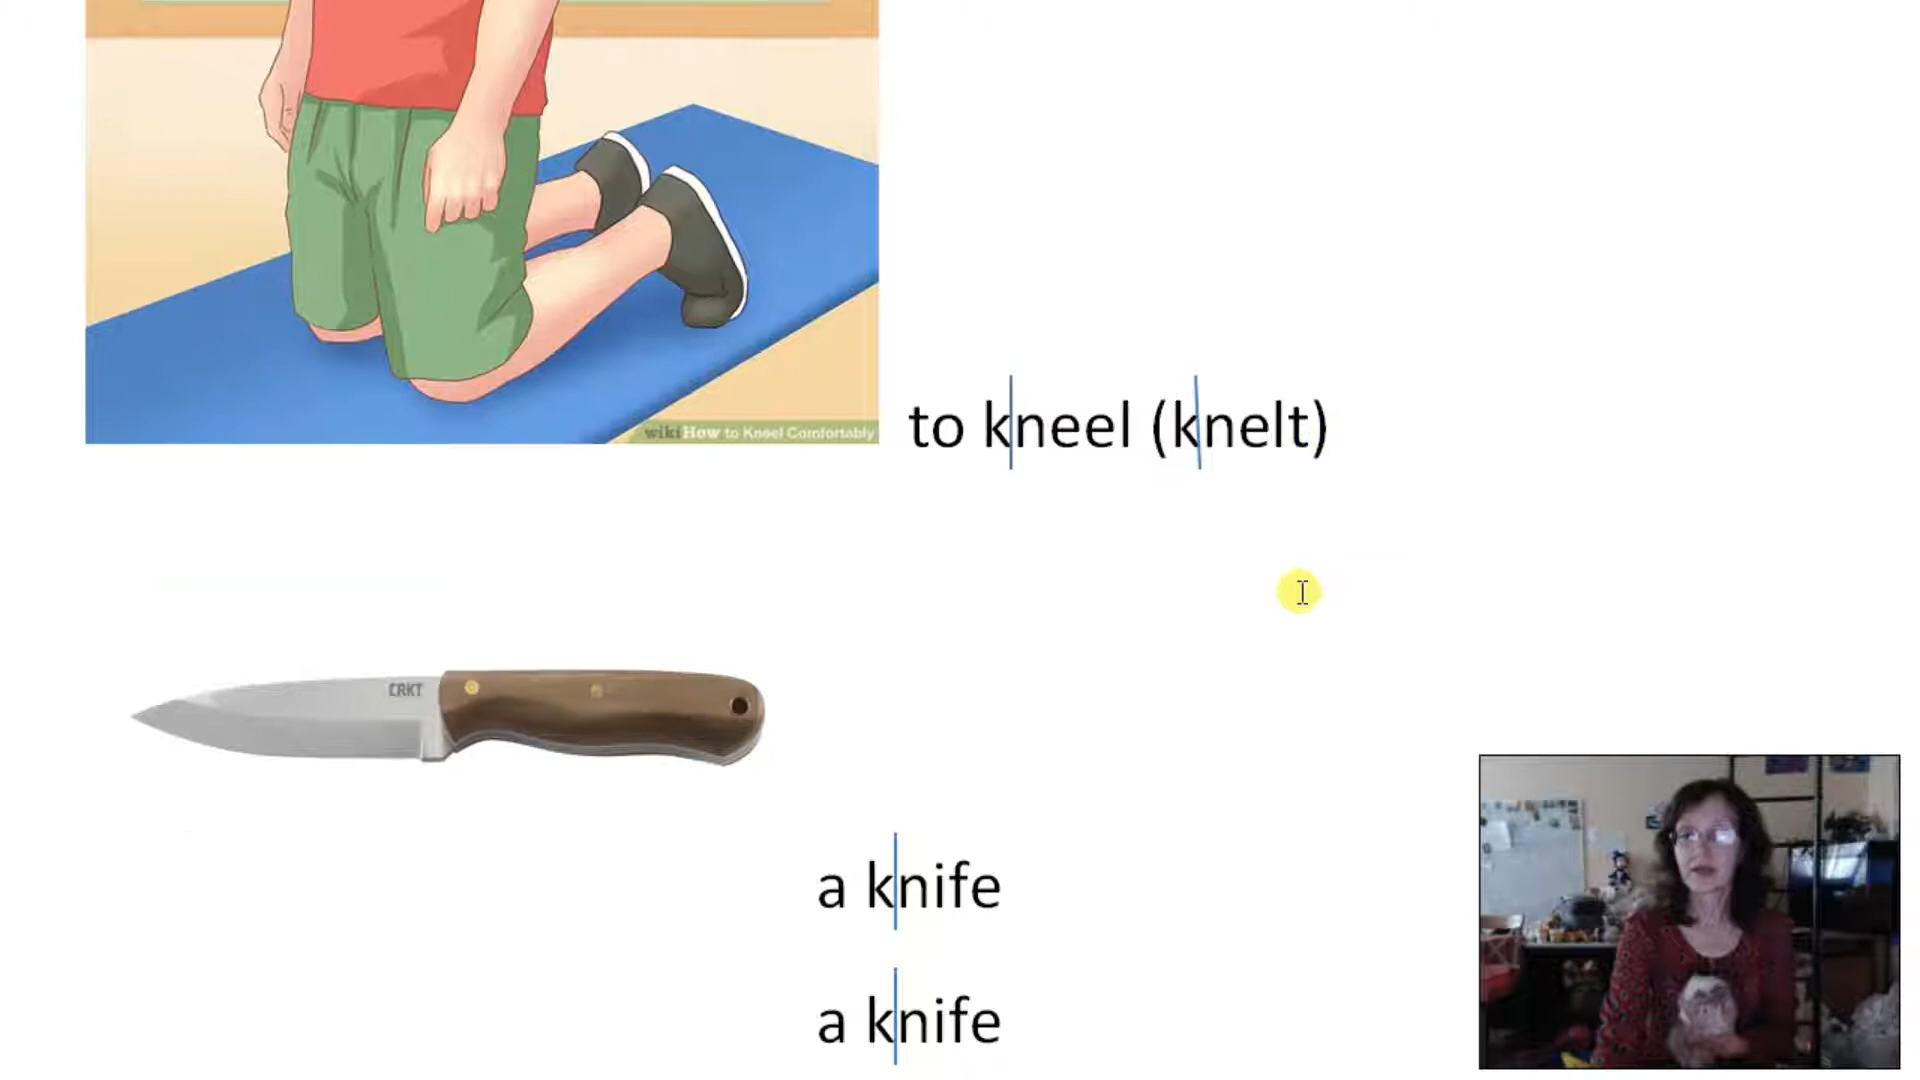 wikiHow to Kneel Comfortably
to kneel (knelt)
CRKT
a knife
a knife